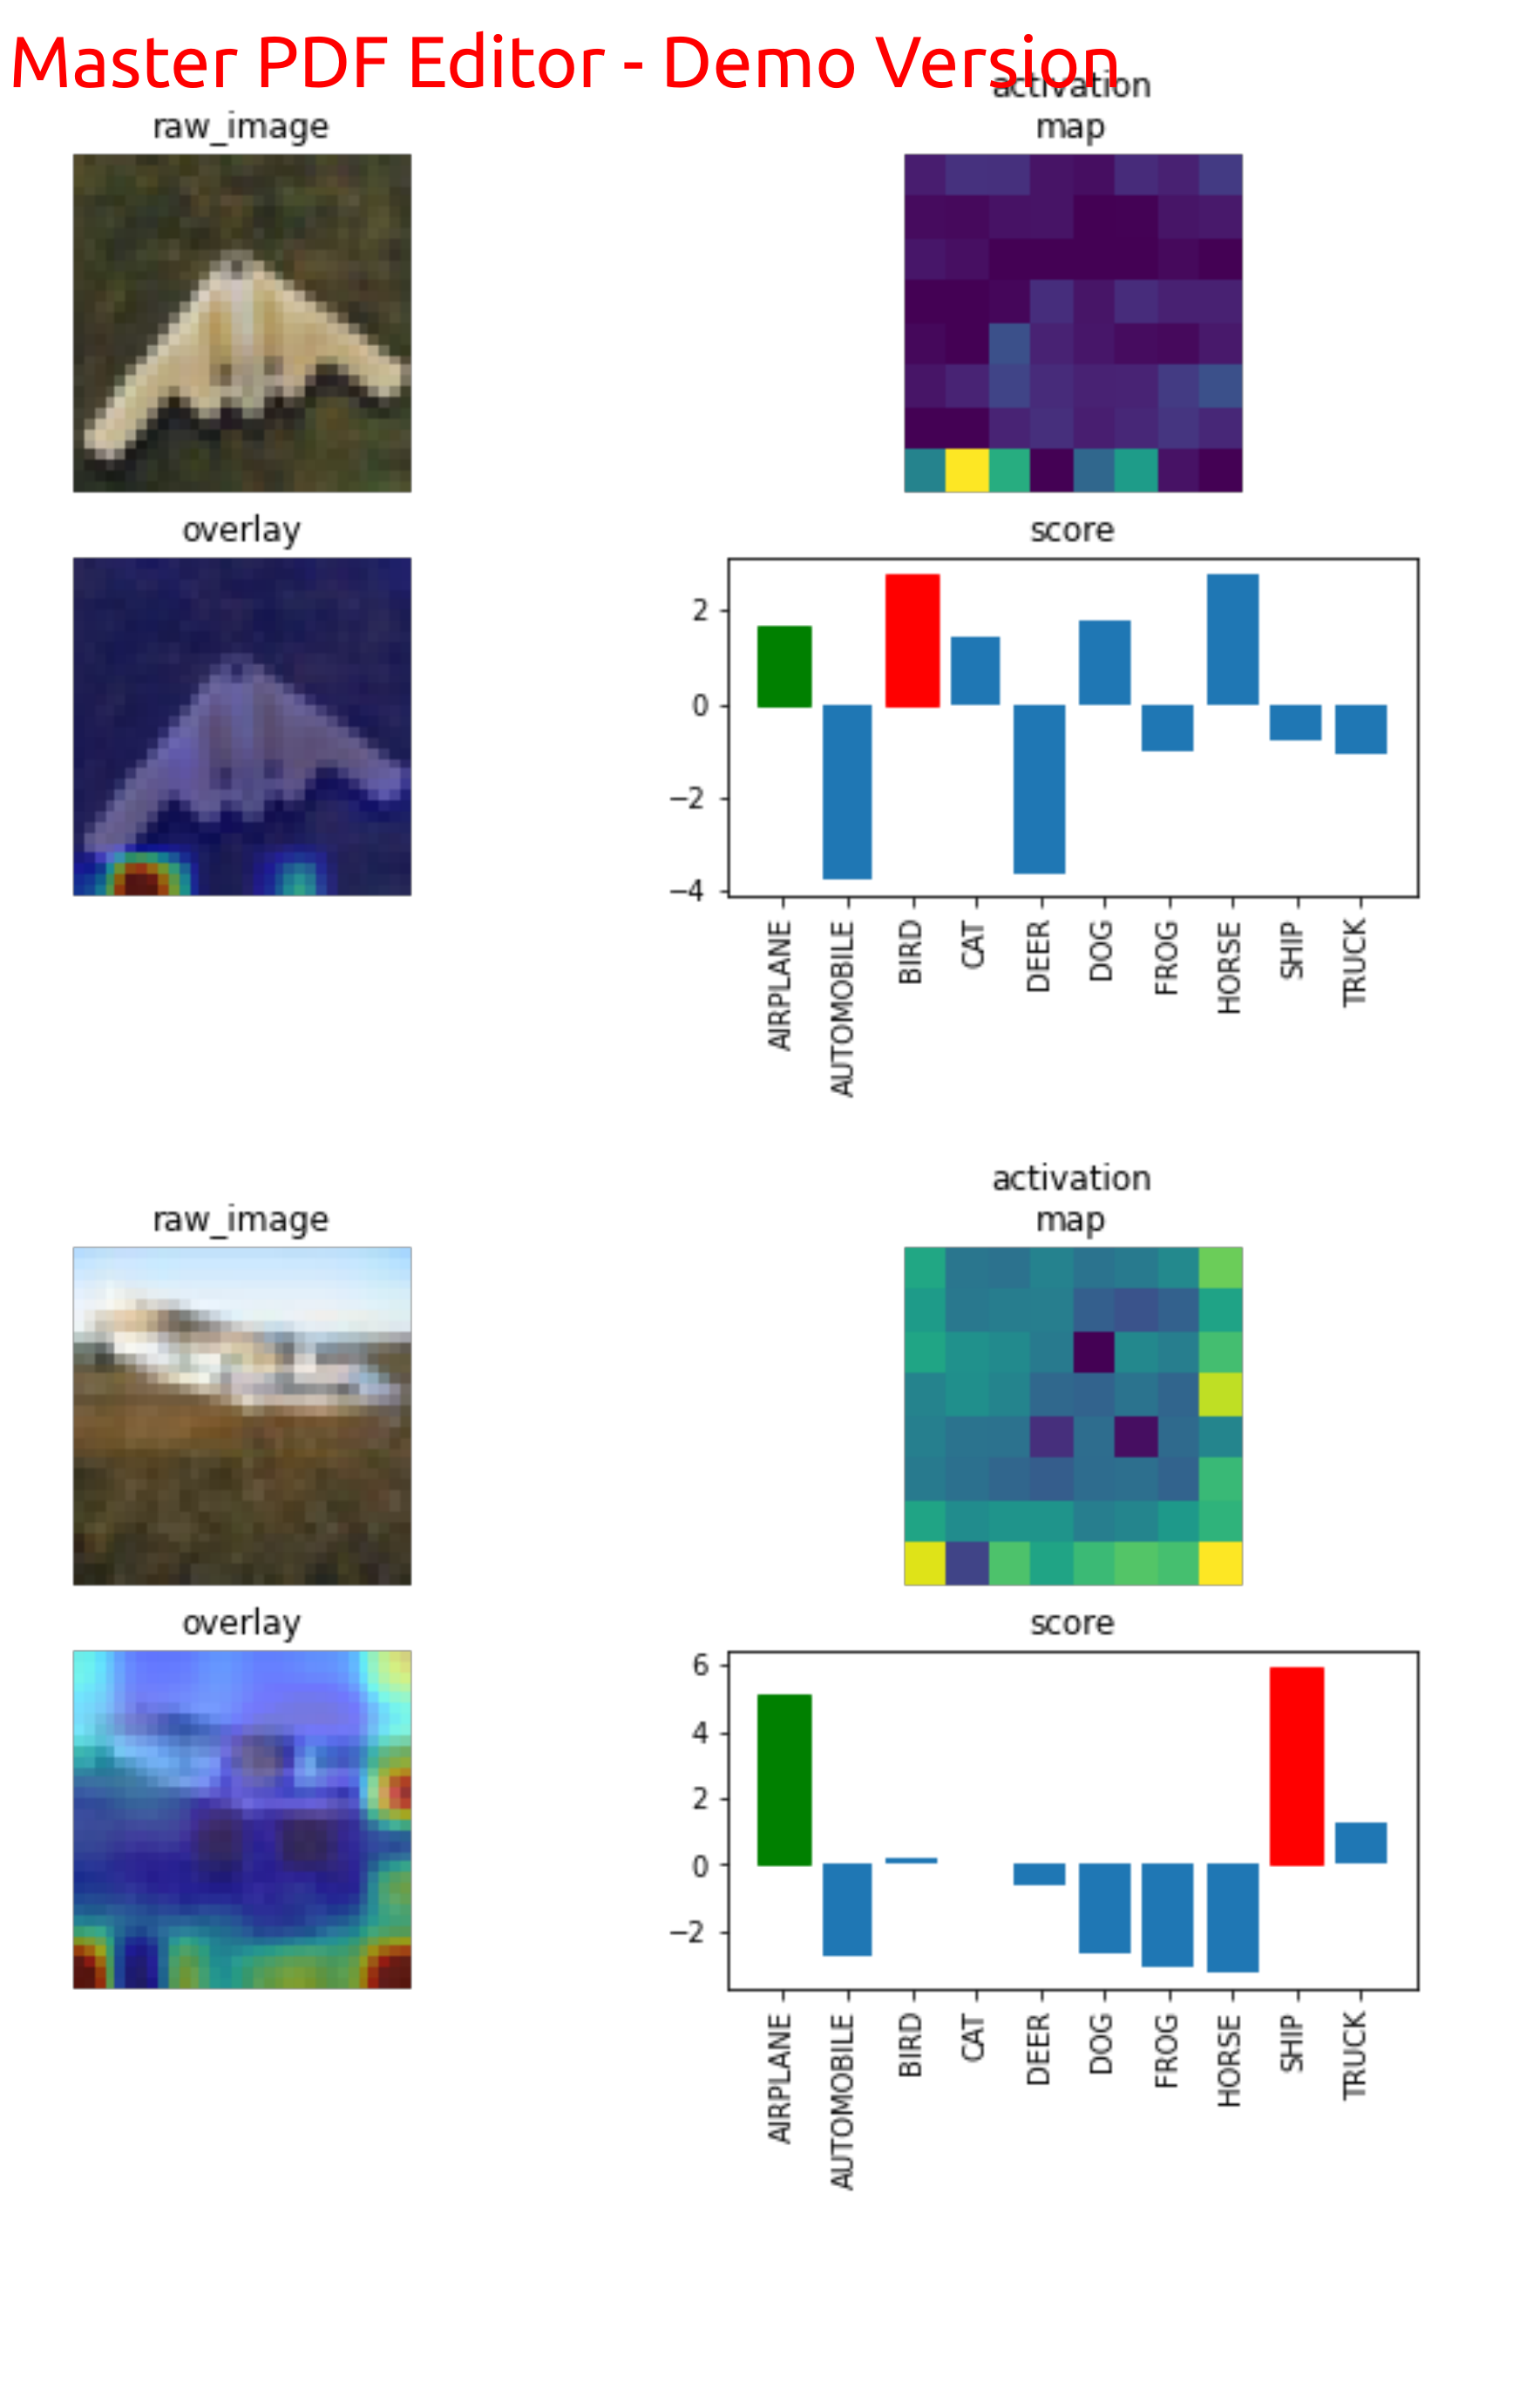 Master PDF Editor - Demo Version
raw_image
activation
map
overlay
score
2
0
−2
−4
AIRPLANE
AUTOMOBILE
BIRD
CAT
DEER
DOG
FROG
HORSE
SHIP
TRUCK
raw_image
activation
map
overlay
score
6
4
2
0
−2
AIRPLANE
AUTOMOBILE
BIRD
CAT
DEER
DOG
FROG
HORSE
SHIP
TRUCK